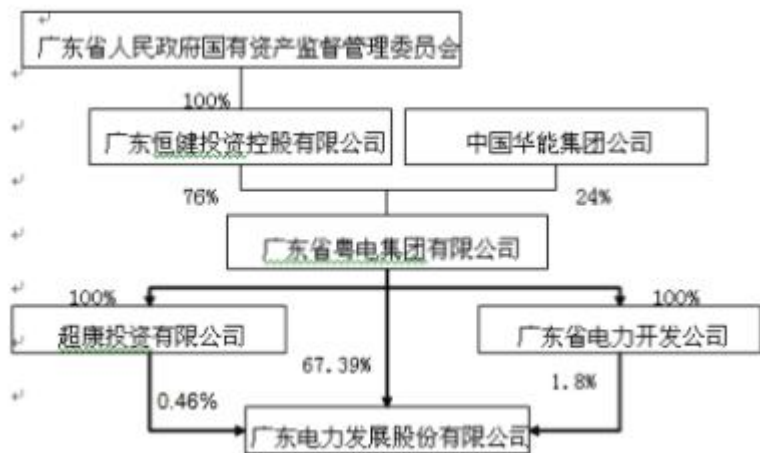 广东省人民政府国有资产监督管理委员会
100%
广东恒健投资控股有限公司
中国华能集团公司
76%
24%
广东省粤电集团有限公司
100%
100%
超康投资有限公司
广东省电力开发公司
67.39%
1.8%
0.46%
广东电力发展股份有限公司